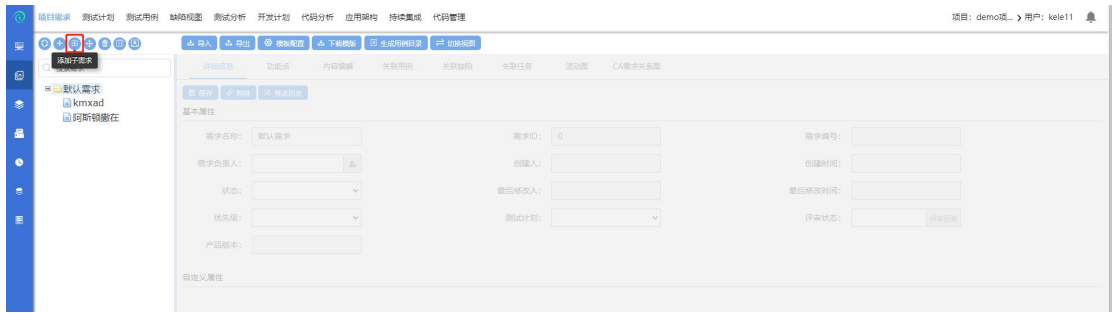 项目需求 测试计划 测试用例 缺陷视图 测试分析 开发计划 代码分析 应用架构 持续集成 代码管理 项目: demo项... 用户: kele11
导入 导出 模板配置 下载模板 生成用例目录 切换视图
添加子需求
详细信息 功能点 内容编辑 关联用例 关联缺陷 关联任务 活动图 CA需求关系图
默认需求
kmxad
阿斯顿撒在
保存 附件 修改历史
基本属性
需求名称: 默认需求 需求ID: 0 需求编号:
需求负责人: 创建人: 创建时间:
状态: 最后修改人: 最后修改时间:
优先级: 测试计划: 评审状态: 评审历史
产品版本:
自定义属性